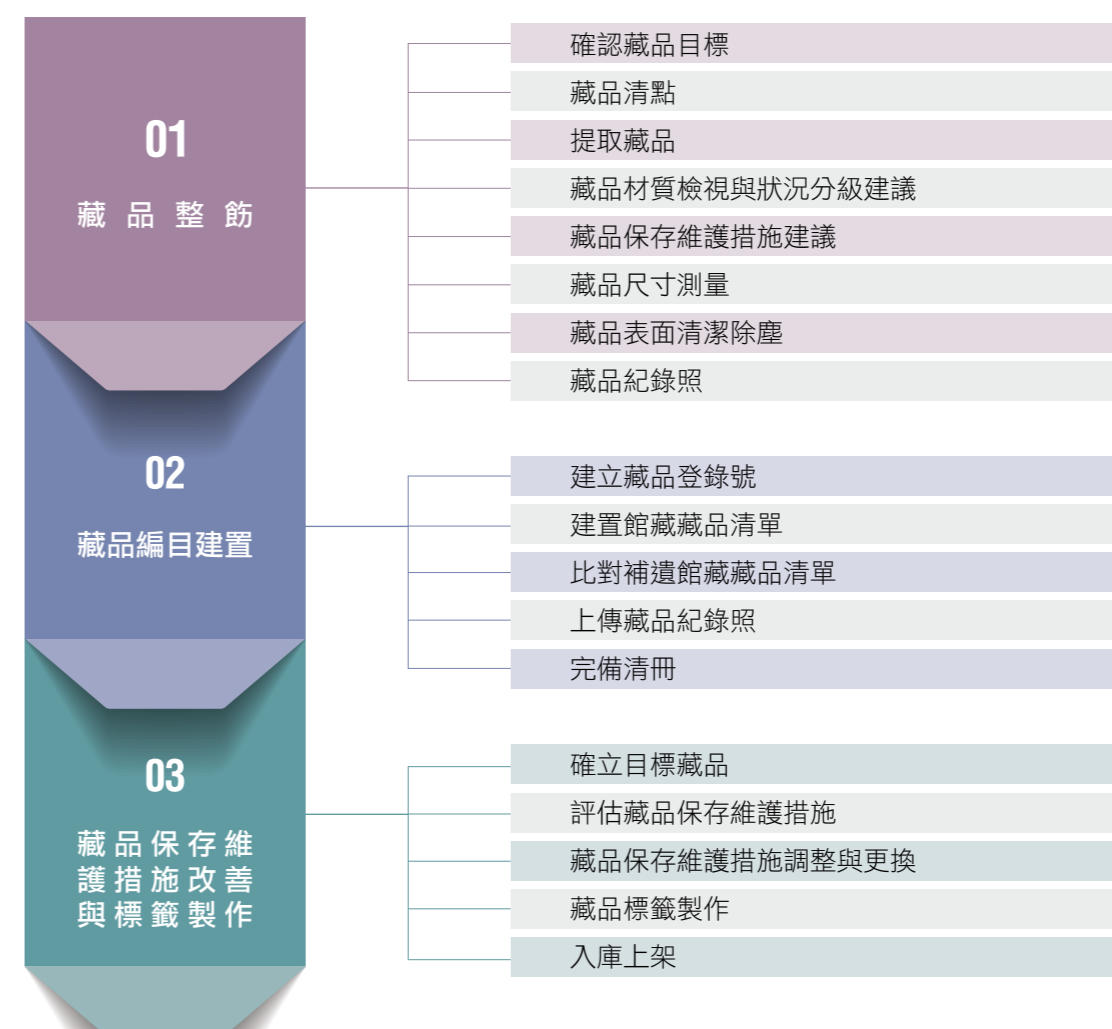 01
藏品整飭
確認藏品目標
藏品清點
提取藏品
藏品材質檢視與狀況分級建議
藏品保存維護措施建議
藏品尺寸測量
藏品表面清潔除塵
藏品紀錄照
02
藏品編目建置
建立藏品登錄號
建置館藏藏品清單
比對補遺館藏藏品清單
上傳藏品紀錄照
完備清冊
03
藏品保存維
護措施改善
與標籤製作
確立目標藏品
評估藏品保存維護措施
藏品保存維護措施調整與更換
藏品標籤製作
入庫上架